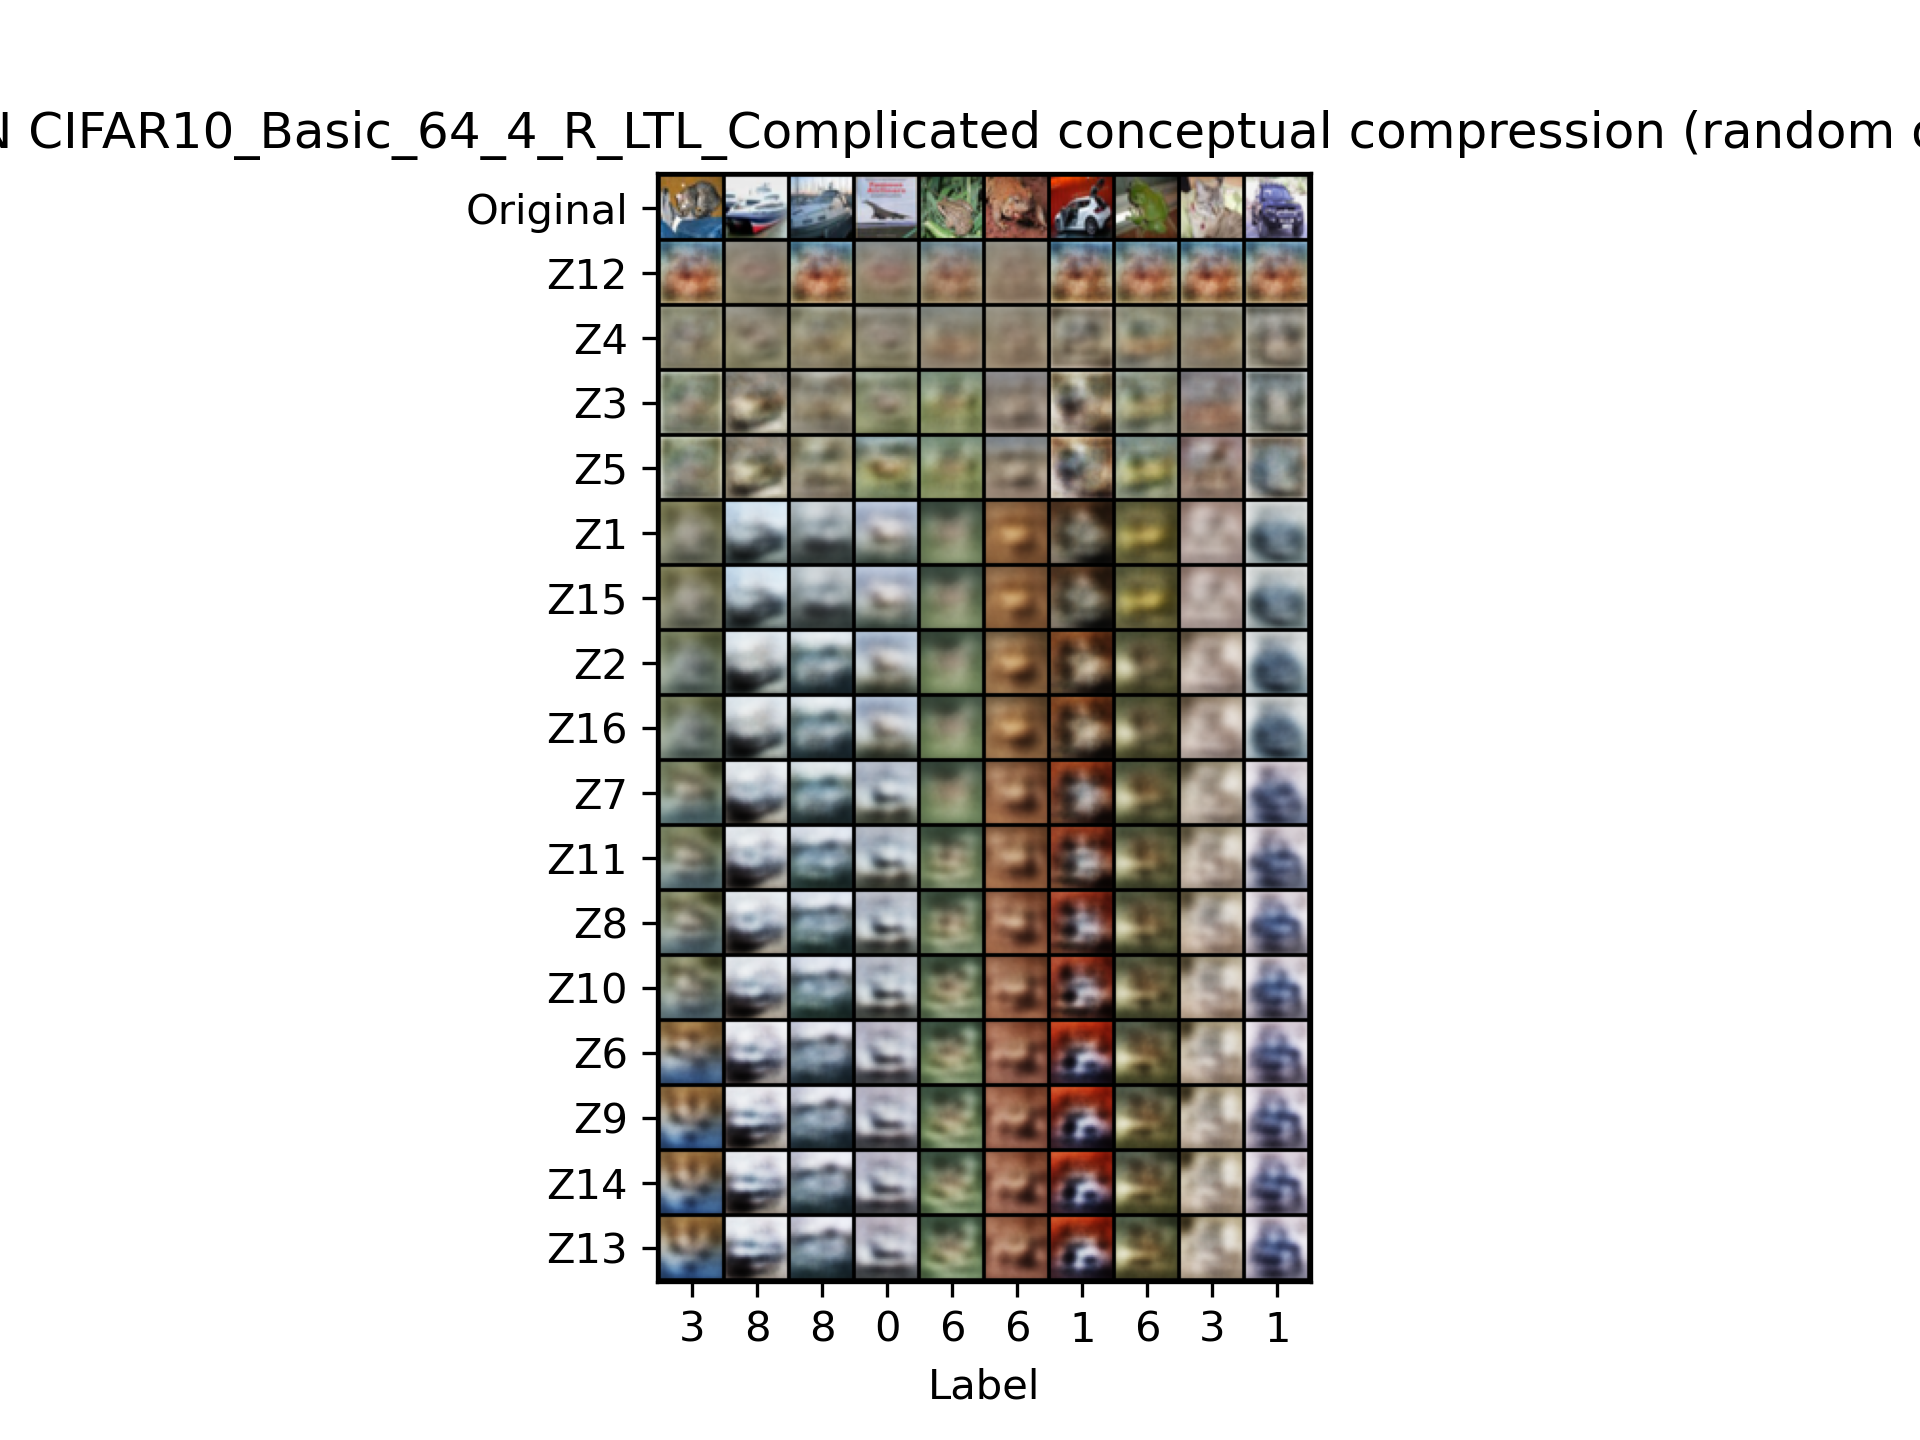 CIFAR10_Basic_64_4_R_LTL_Complicated conceptual compression (random
Original
Z12
Z4
Z3
Z5
Z1
Z15
Z2
Z16
Z7
Z11
Z8
Z10
Z6
Z9
Z14
Z13
3 8 8 0 6 6 1 6 3 1
Label